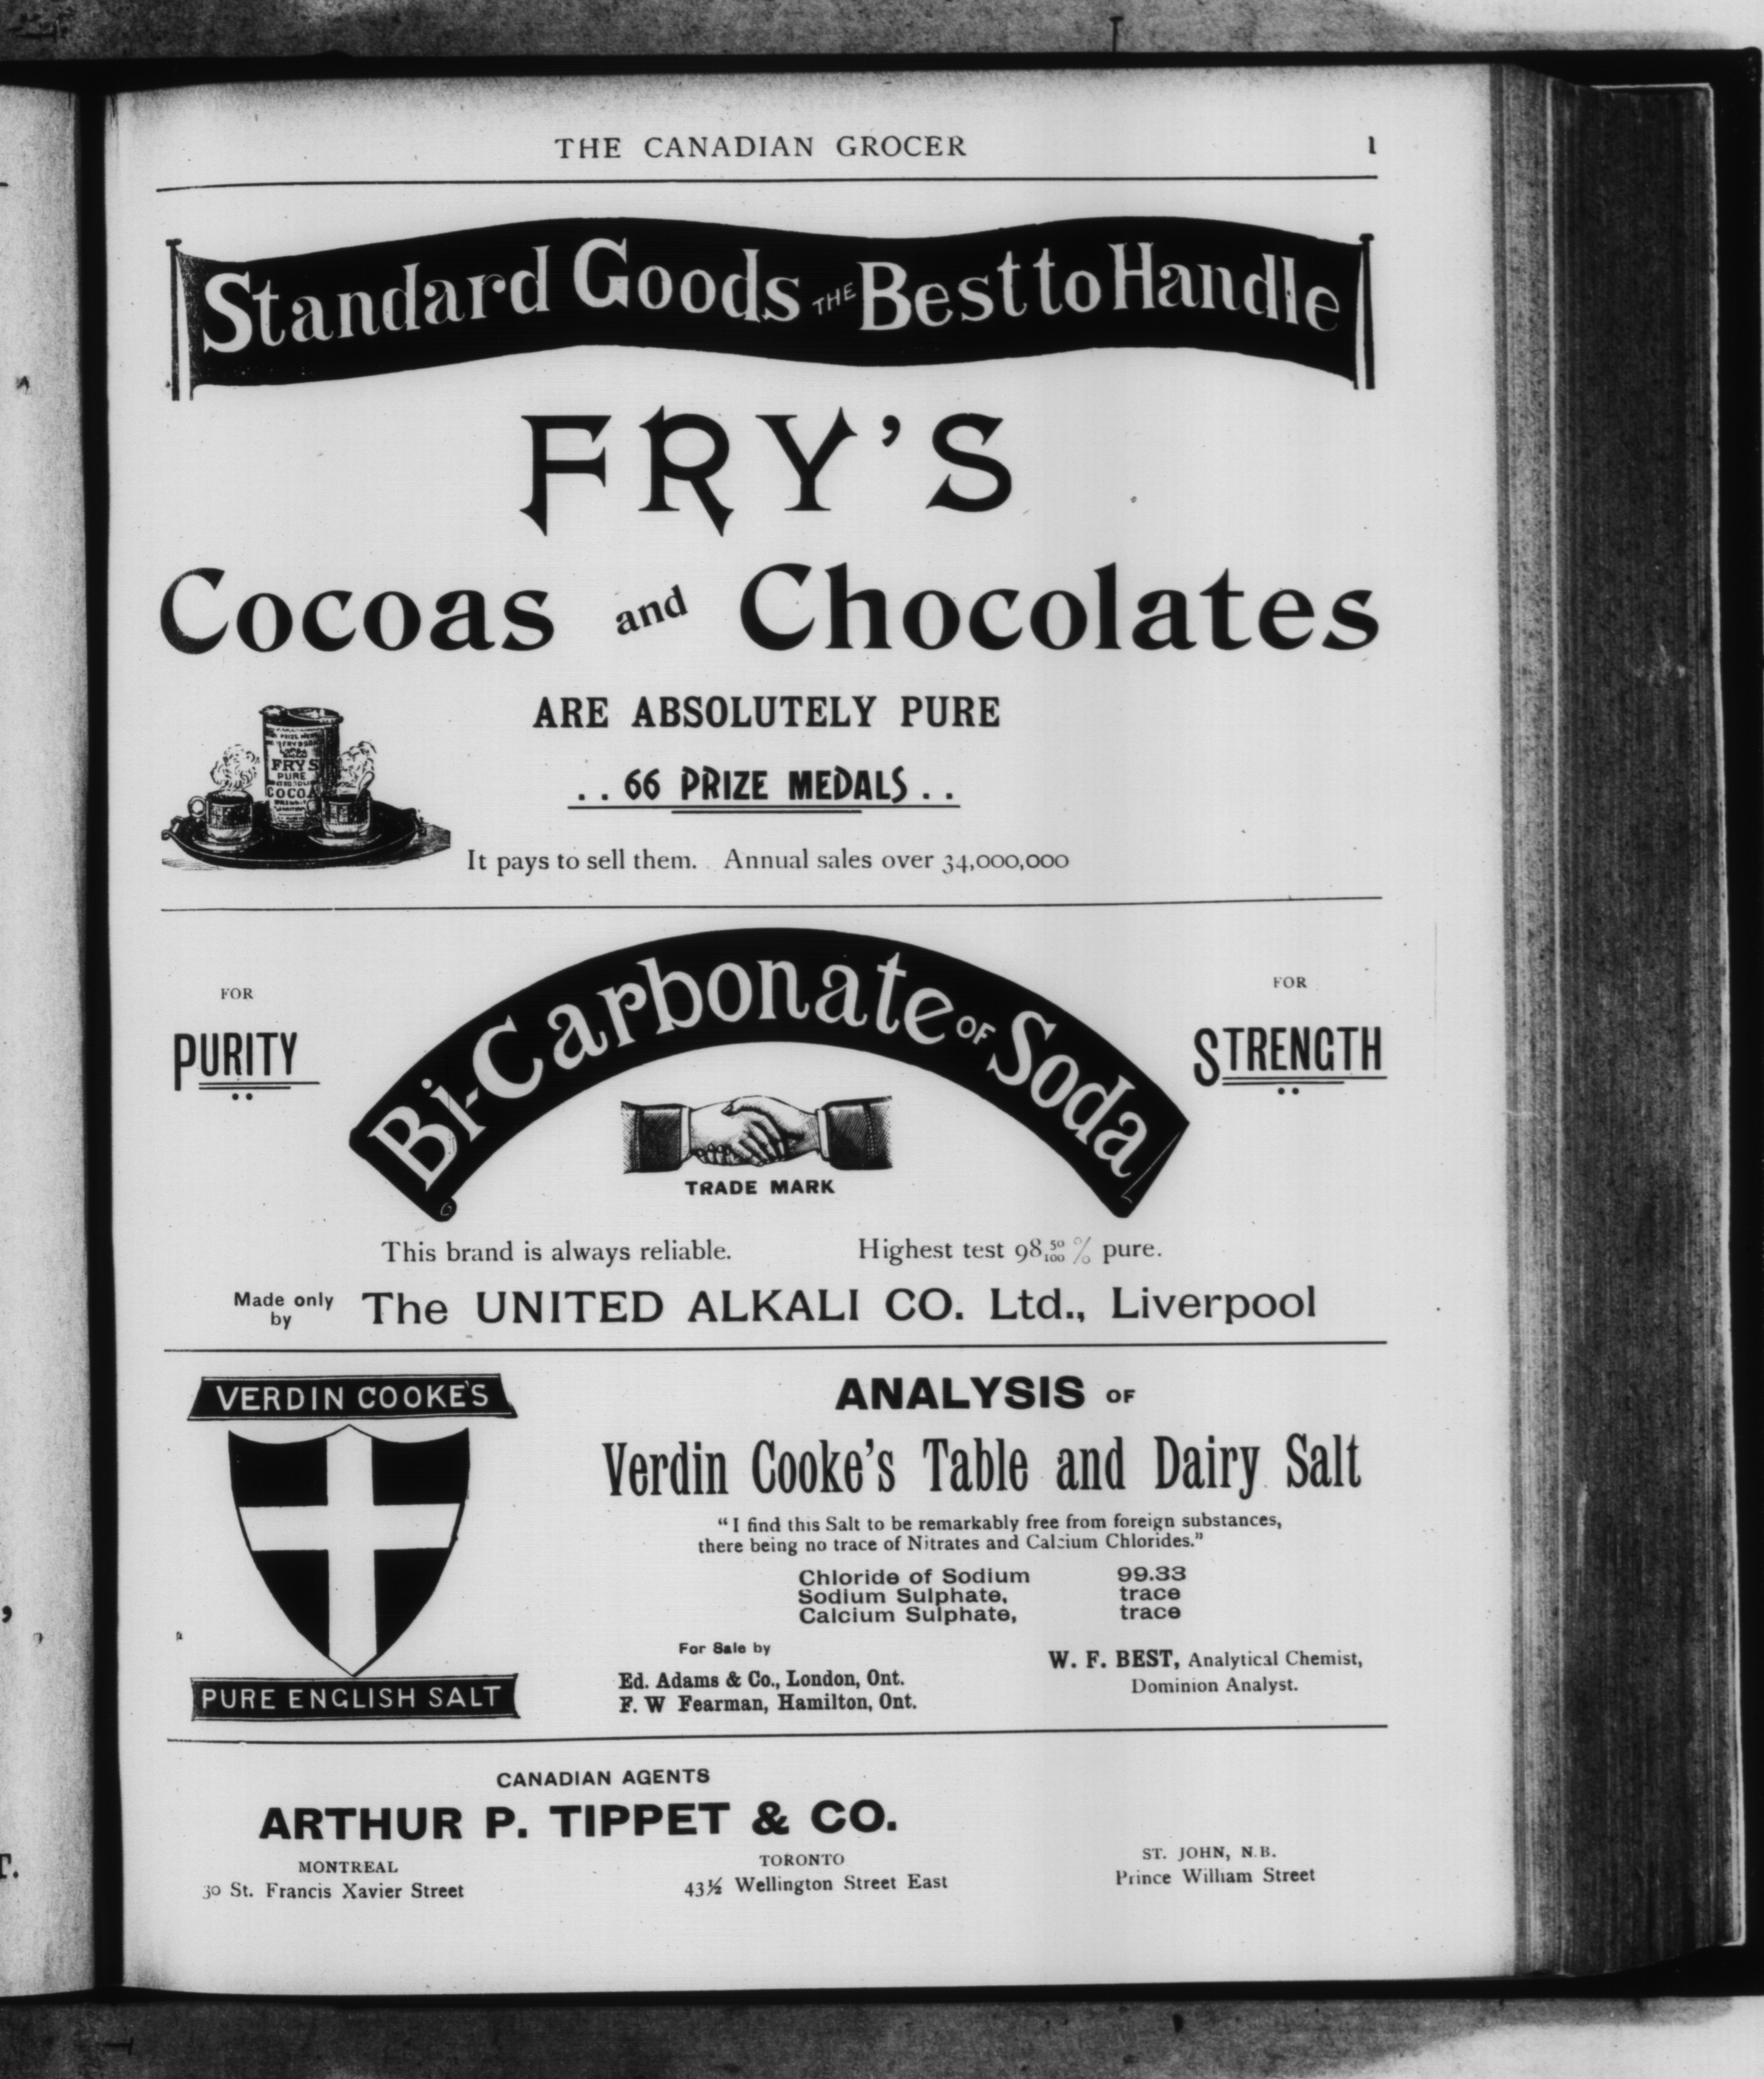 THE CANADIAN GROCER 1
Standard Goods THE Best to Handle
FRY'S
Cocoas and Chocolates
ARE ABSOLUTELY PURE
FRY'S
PURE
COCOA
. . 66 PRIZE MEDALS . .
It pays to sell them. Annual sales over 34,000,000
Bi-Carbonate OF Soda
FOR
PURITY
FOR
STRENGTH
TRADE MARK
This brand is always reliable. Highest test 98 50/100 % pure.
Made only by The UNITED ALKALI CO. Ltd., Liverpool
VERDIN COOKE'S
PURE ENGLISH SALT
ANALYSIS OF
Verdin Cooke's Table and Dairy Salt
"I find this Salt to be remarkably free from foreign substances,
there being no trace of Nitrates and Calcium Chlorides."
Chloride of Sodium 99.33
Sodium Sulphate, trace
Calcium Sulphate, trace
For Sale by
Ed. Adams & Co., London, Ont.
F. W Fearman, Hamilton, Ont.
W. F. BEST, Analytical Chemist,
Dominion Analyst.
CANADIAN AGENTS
ARTHUR P. TIPPET & CO.
MONTREAL
30 St. Francis Xavier Street
TORONTO
43½ Wellington Street East
ST. JOHN, N.B.
Prince William Street